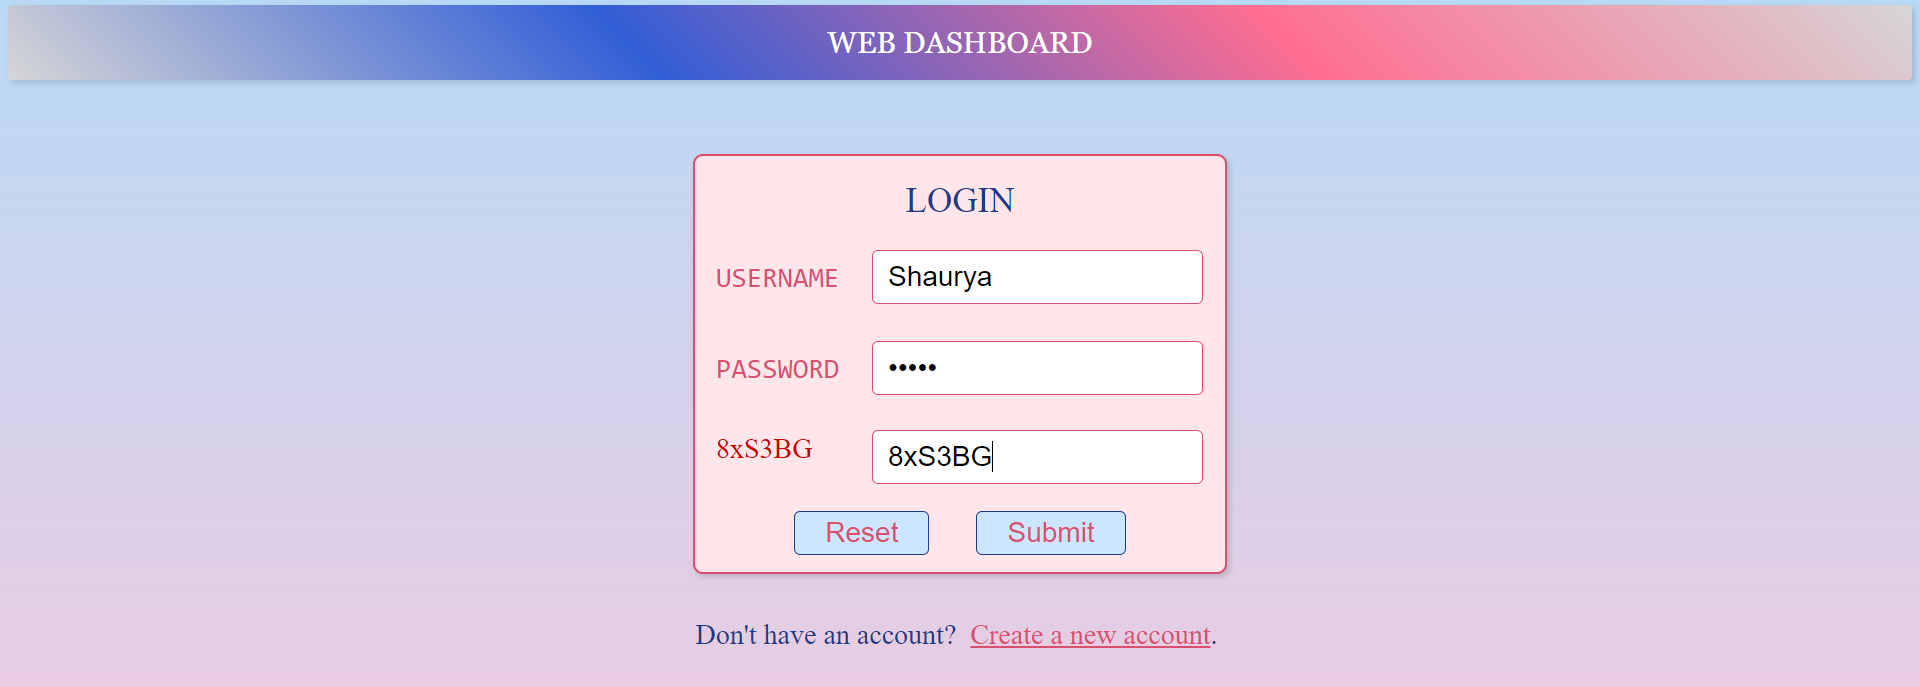 WEB DASHBOARD
LOGIN
USERNAME Shaurya
PASSWORD •••••
8xS3BG 8xS3BG
Reset Submit
Don't have an account? Create a new account.